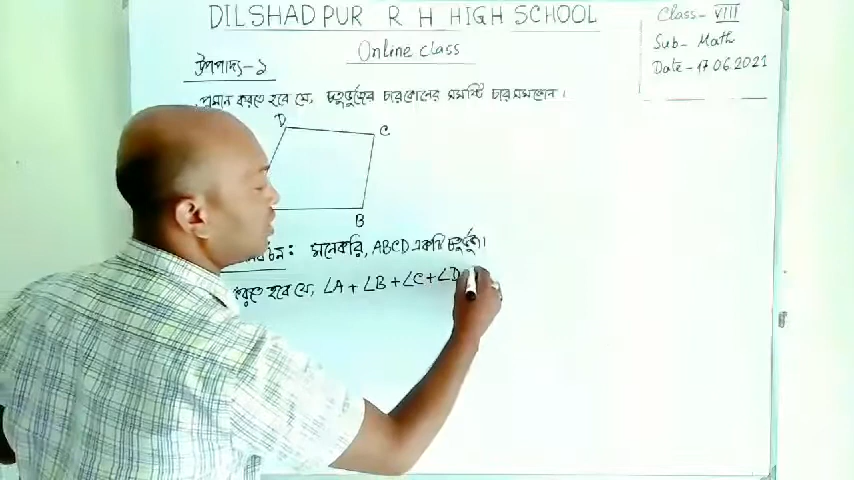 DILSHADPUR R H HIGH SCHOOL
Online class
Class- VIII
Sub- Math
Date - 17.06.2021
উপপাদ্য-১
প্রমান করতে হবে যে, চতুর্ভুজের চারকোনের সমষ্টি চার সমকোন।
D
C
B
মনেকরি, ABCD একটি চতুর্ভুজ।
করতে হবে যে, ∠A + ∠B + ∠C + ∠D